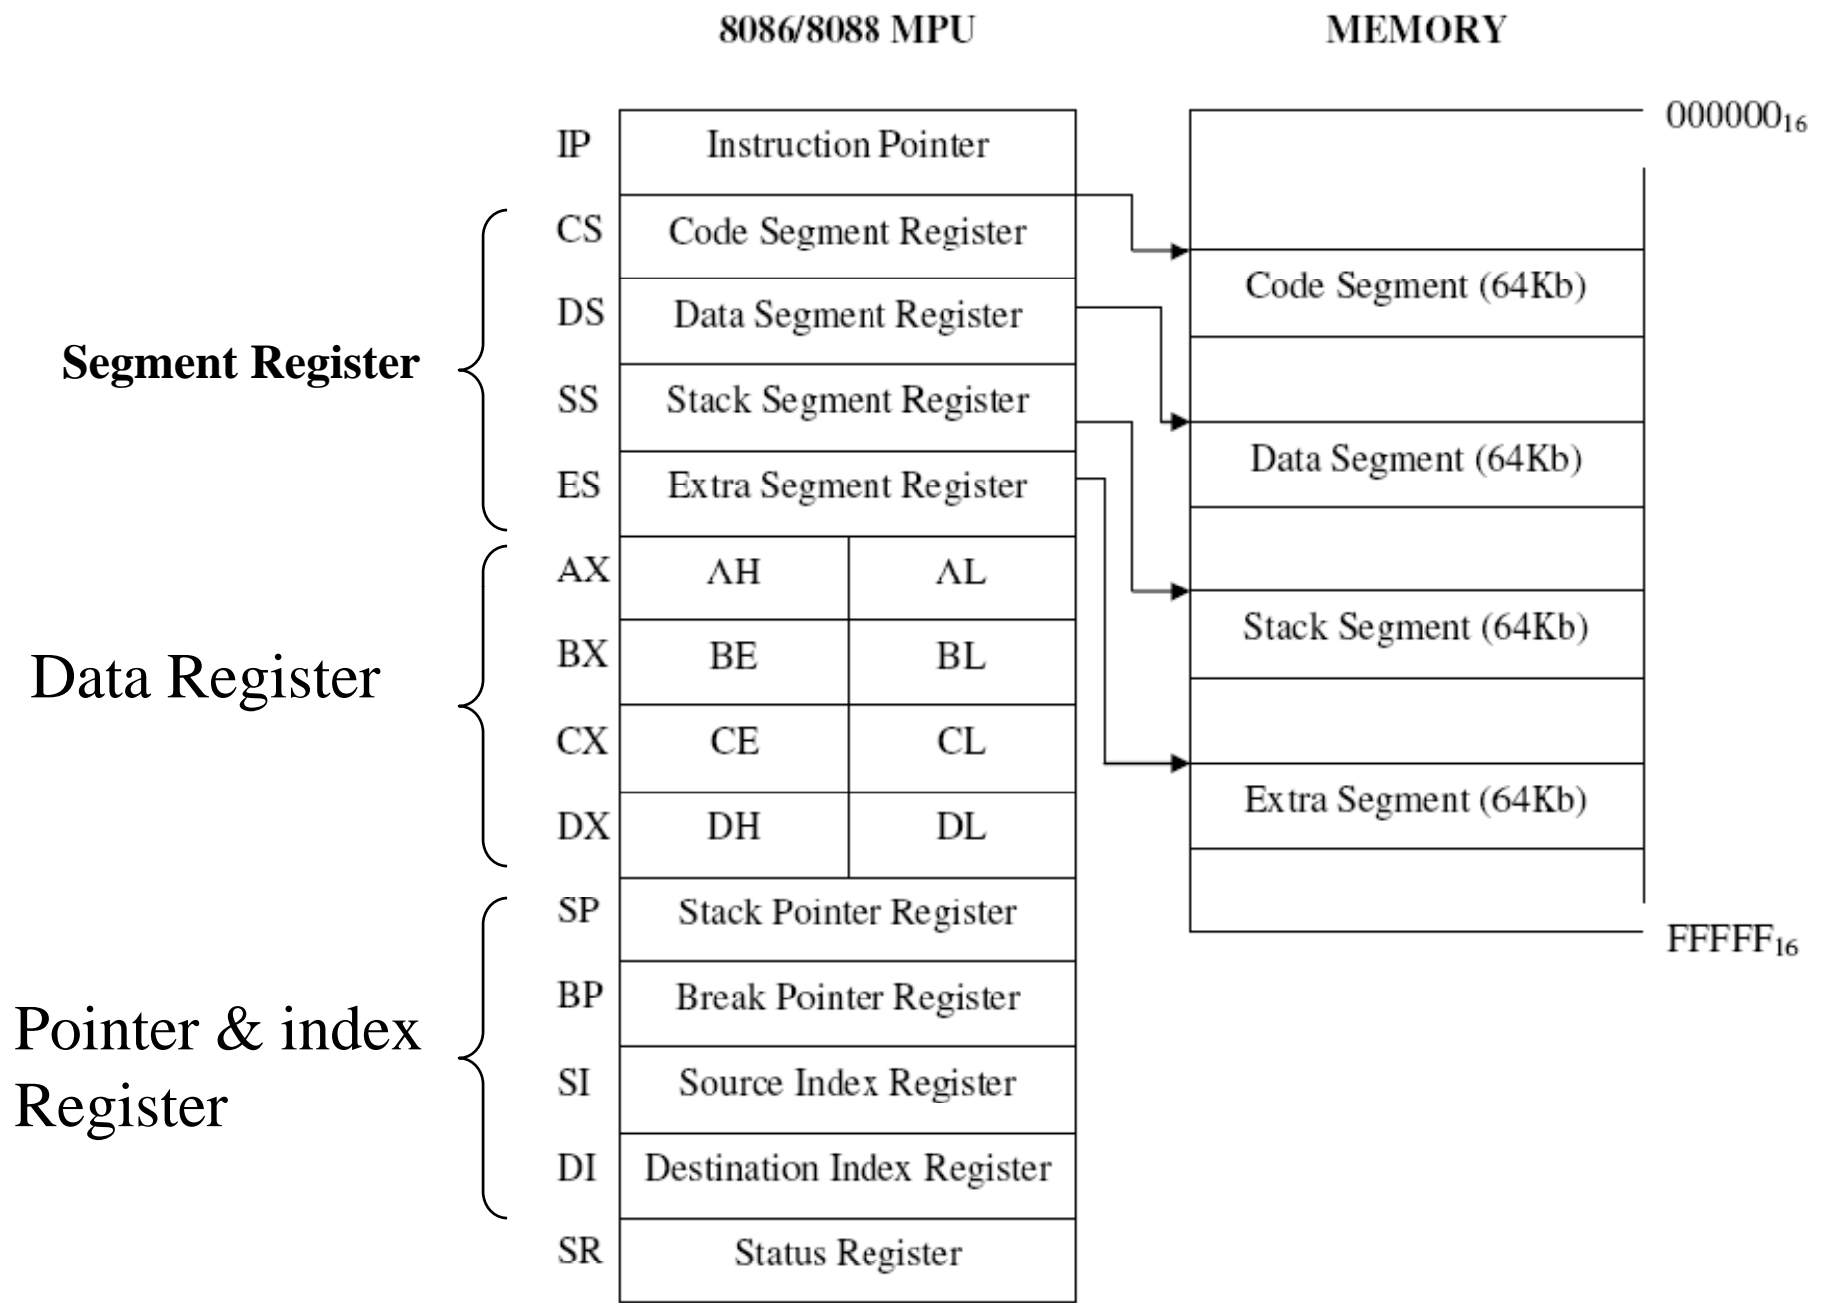 8086/8088 MPU
MEMORY
000000₁₆
IP Instruction Pointer
CS Code Segment Register
DS Data Segment Register
SS Stack Segment Register
ES Extra Segment Register
Segment Register
AX ΛH ΛL
BX BE BL
CX CE CL
DX DH DL
Data Register
SP Stack Pointer Register
BP Break Pointer Register
SI Source Index Register
DI Destination Index Register
Pointer & index
Register
SR Status Register
Code Segment (64Kb)
Data Segment (64Kb)
Stack Segment (64Kb)
Extra Segment (64Kb)
FFFFF₁₆